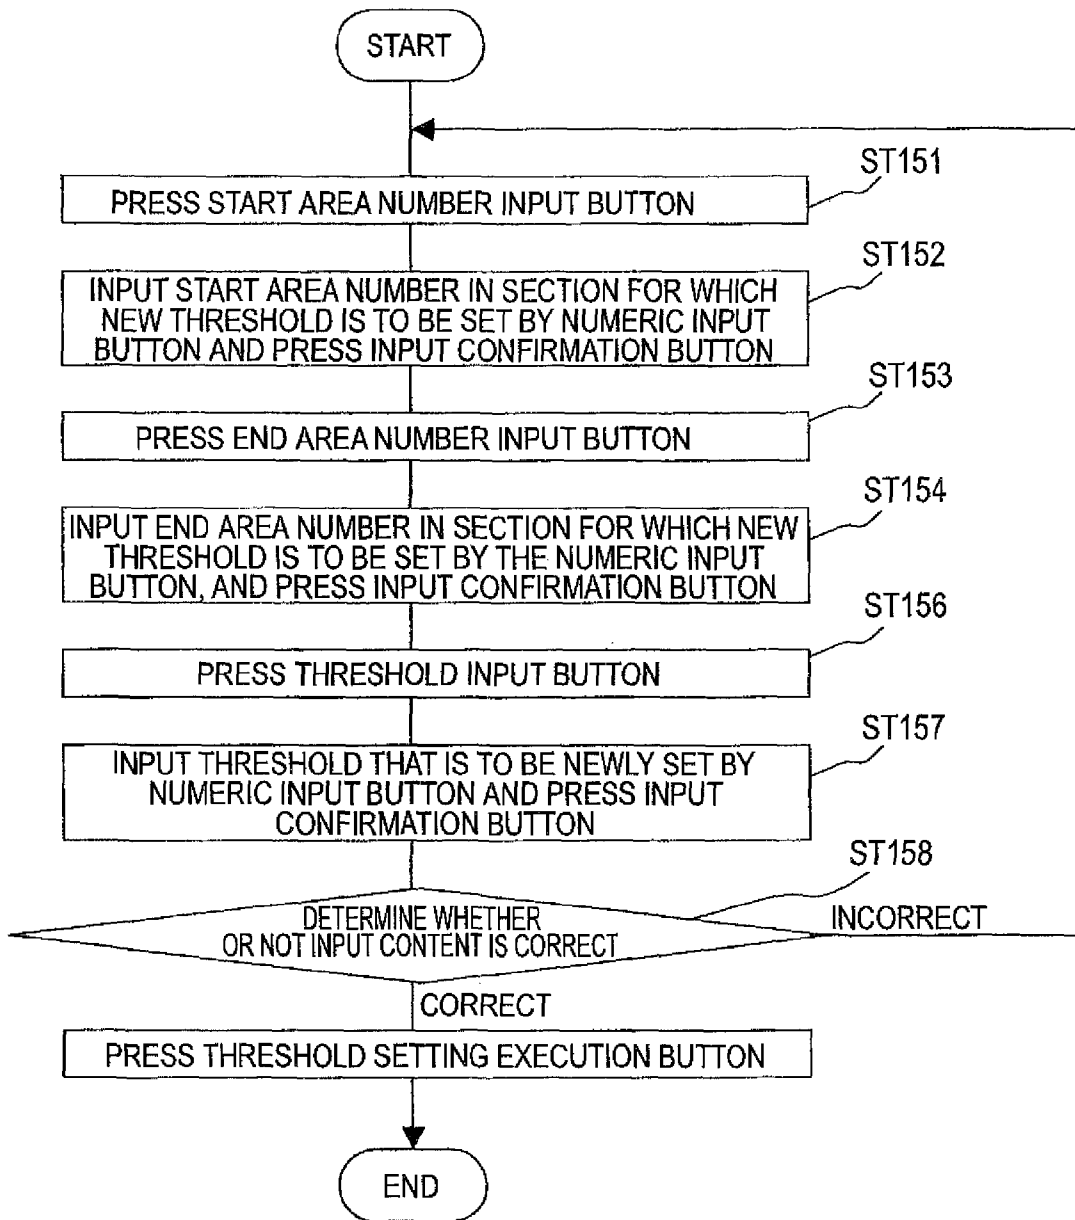 START
ST151
PRESS START AREA NUMBER INPUT BUTTON
ST152
INPUT START AREA NUMBER IN SECTION FOR WHICH
NEW THRESHOLD IS TO BE SET BY NUMERIC INPUT
BUTTON AND PRESS INPUT CONFIRMATION BUTTON
ST153
PRESS END AREA NUMBER INPUT BUTTON
ST154
INPUT END AREA NUMBER IN SECTION FOR WHICH NEW
THRESHOLD IS TO BE SET BY THE NUMERIC INPUT
BUTTON, AND PRESS INPUT CONFIRMATION BUTTON
ST156
PRESS THRESHOLD INPUT BUTTON
ST157
INPUT THRESHOLD THAT IS TO BE NEWLY SET BY
NUMERIC INPUT BUTTON AND PRESS INPUT
CONFIRMATION BUTTON
ST158
DETERMINE WHETHER
OR NOT INPUT CONTENT IS CORRECT
INCORRECT
CORRECT
PRESS THRESHOLD SETTING EXECUTION BUTTON
END